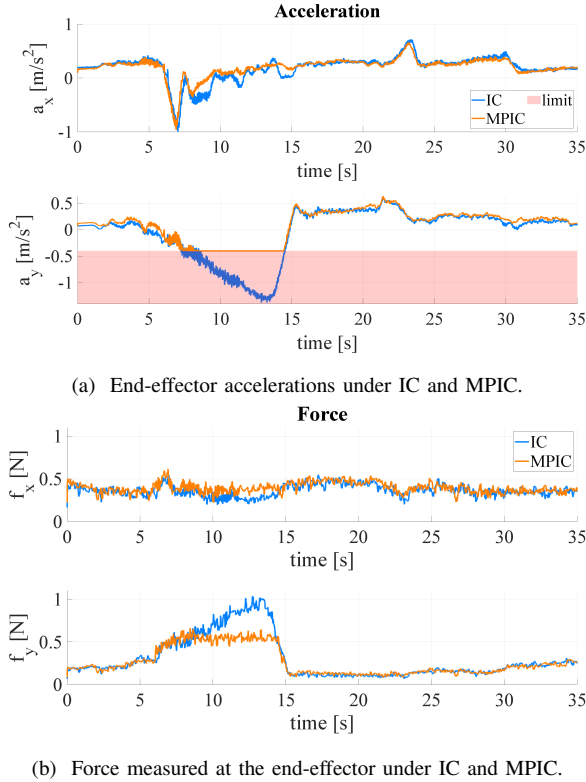 Acceleration
a_x [m/s²]
1
0
-1
IC
MPIC
limit
0 5 10 15 20 25 30 35
time [s]
a_y [m/s²]
0.5
0
-0.5
-1
0 5 10 15 20 25 30 35
time [s]
(a) End-effector accelerations under IC and MPIC.
Force
f_x [N]
1
0.5
0
IC
MPIC
0 5 10 15 20 25 30 35
time [s]
f_y [N]
1
0.5
0
0 5 10 15 20 25 30 35
time [s]
(b) Force measured at the end-effector under IC and MPIC.